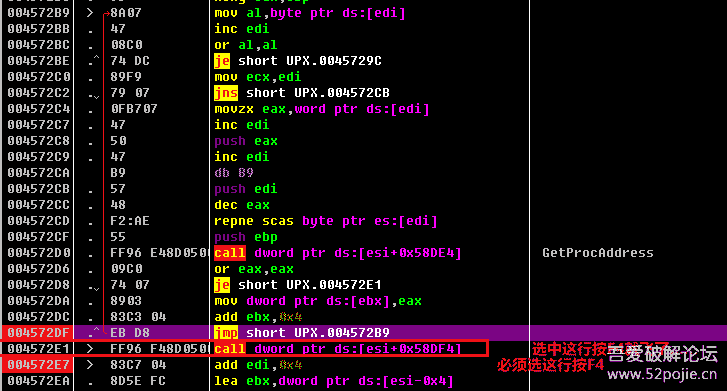 004572B9 > 8A07 mov al,byte ptr ds:[edi]
004572BB . 47 inc edi
004572BC . 08C0 or al,al
004572BE .^ 74 DC je short UPX.0045729C
004572C0 . 89F9 mov ecx,edi
004572C2 .v 79 07 jns short UPX.004572CB
004572C4 . 0FB707 movzx eax,word ptr ds:[edi]
004572C7 . 47 inc edi
004572C8 . 50 push eax
004572C9 . 47 inc edi
004572CA B9 db B9
004572CB . 57 push edi
004572CC . 48 dec eax
004572CD . F2:AE repne scas byte ptr es:[edi]
004572CF . 55 push ebp
004572D0 . FF96 E48D0500 call dword ptr ds:[esi+0x58DE4] GetProcAddress
004572D6 . 09C0 or eax,eax
004572D8 .v 74 07 je short UPX.004572E1
004572DA . 8903 mov dword ptr ds:[ebx],eax
004572DC . 83C3 04 add ebx,0x4
004572DF .^ EB D8 jmp short UPX.004572B9
004572E1 > FF96 F48D0500 call dword ptr ds:[esi+0x58DF4] 选中这行按
004572E7 . 83C7 04 add edi,0x4 必须选这行按F4
004572EA . 8D5E FC lea ebx,dword ptr ds:[esi-0x4]
吾爱破解论坛
www.52pojie.cn